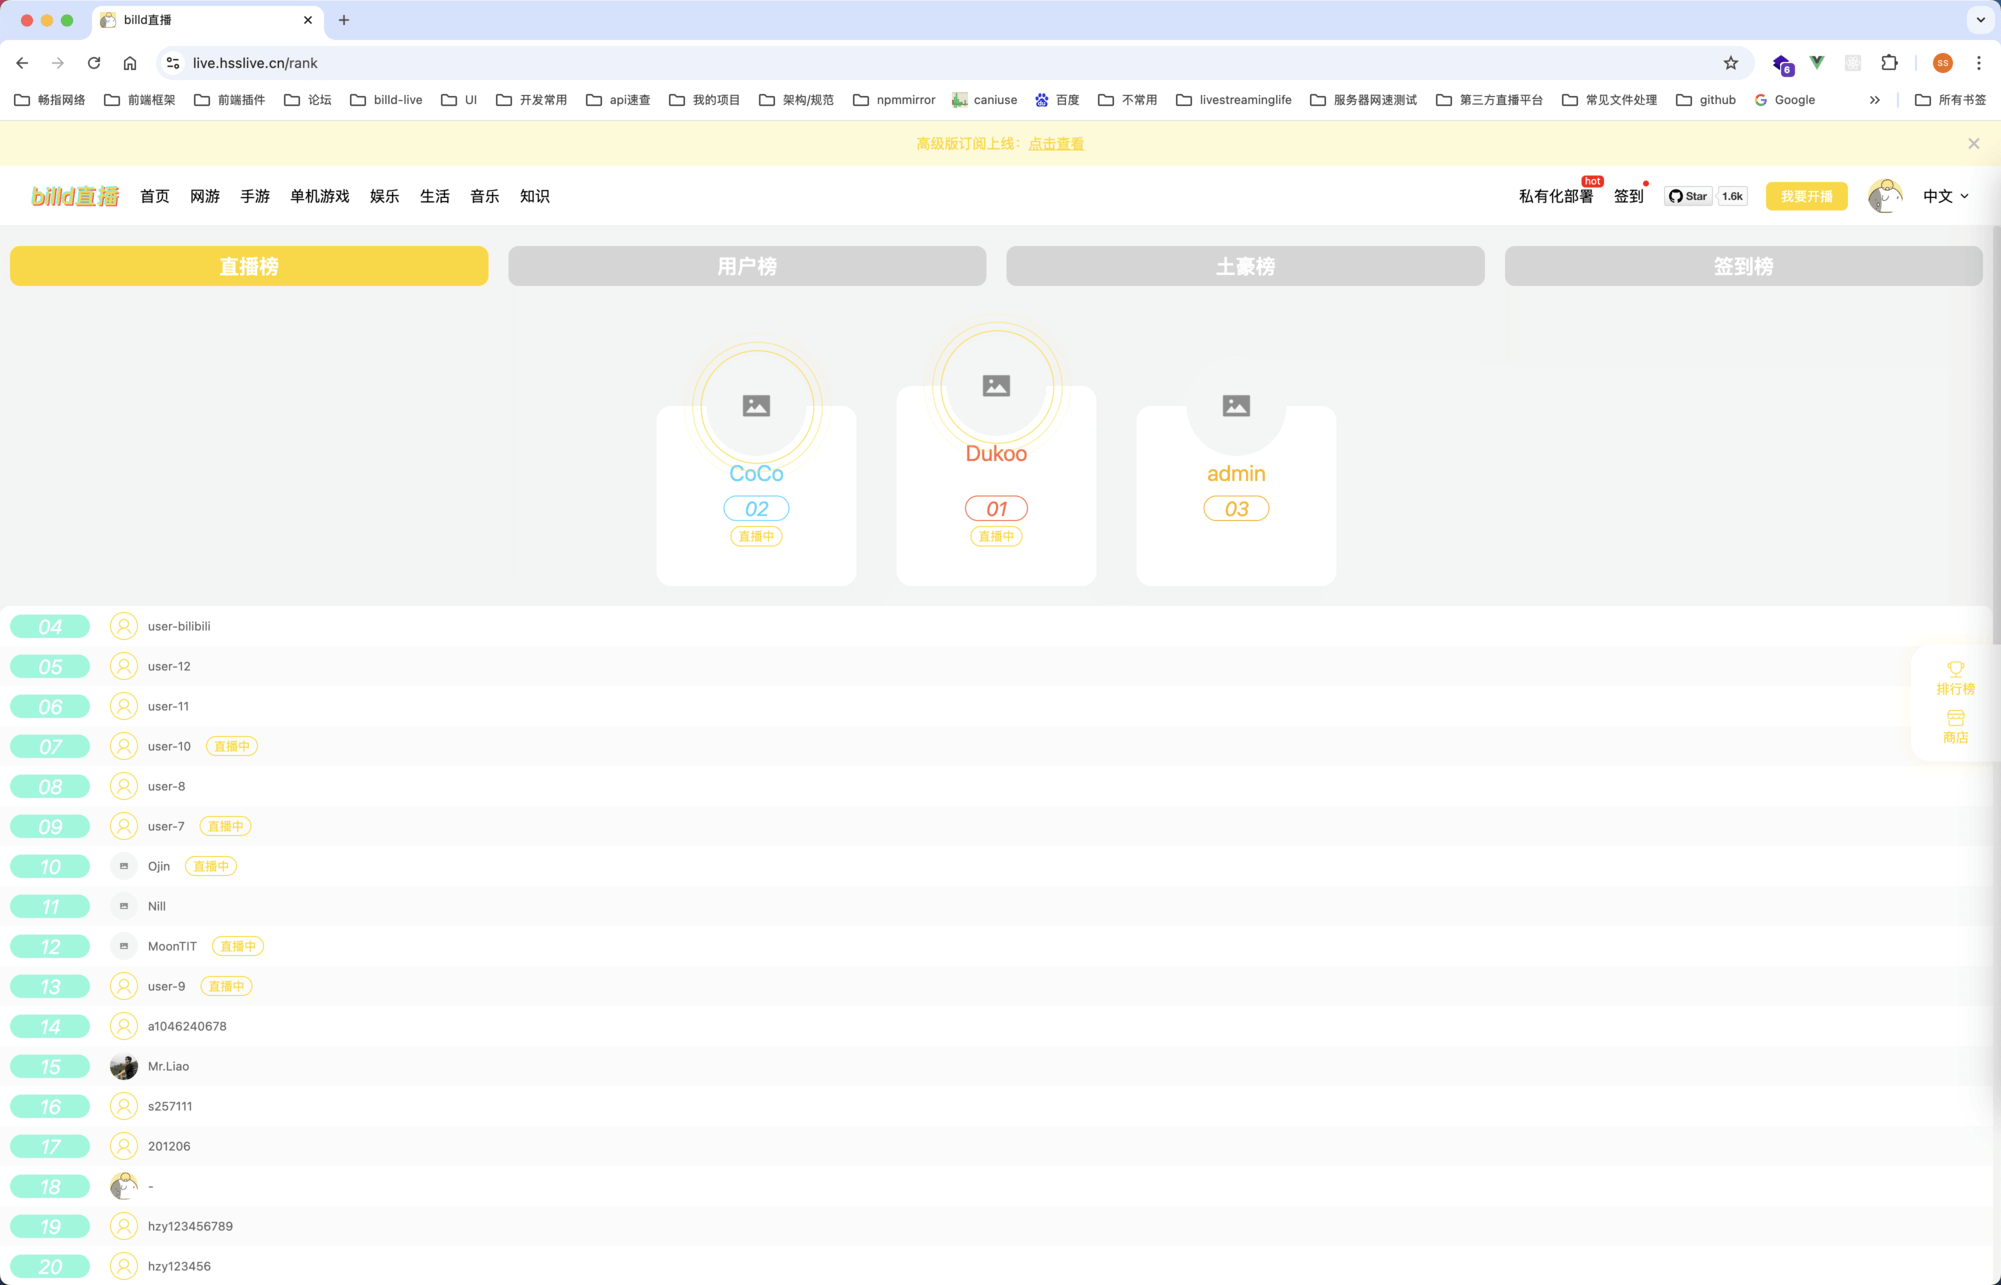 billd直播
live.hsslive.cn/rank
6
ss
畅指网络
前端框架
前端插件
论坛
billd-live
UI
开发常用
api速查
我的项目
架构/规范
npmmirror
caniuse
百度
不常用
livestreaminglife
服务器网速测试
第三方直播平台
常见文件处理
github
Google
所有书签
高级版订阅上线：点击查看
billd直播
首页
网游
手游
单机游戏
娱乐
生活
音乐
知识
私有化部署
hot
签到
Star
1.6k
我要开播
中文
直播榜
用户榜
土豪榜
签到榜
CoCo
02
直播中
Dukoo
01
直播中
admin
03
04 user-bilibili
05 user-12
06 user-11
07 user-10 直播中
08 user-8
09 user-7 直播中
10 Ojin 直播中
11 Nill
12 MoonTIT 直播中
13 user-9 直播中
14 a1046240678
15 Mr.Liao
16 s257111
17 201206
18 -
19 hzy123456789
20 hzy123456
排行榜
商店